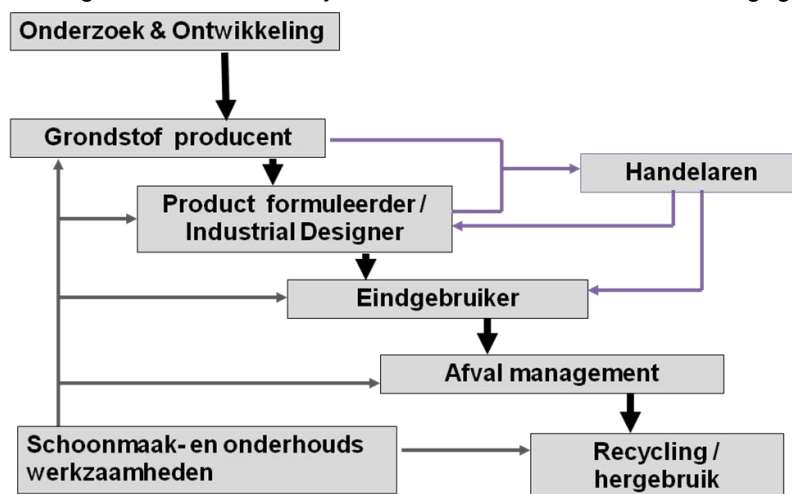 Onderzoek & Ontwikkeling
Grondstof producent
Handelaren
Product formuleerder /
Industrial Designer
Eindgebruiker
Afval management
Schoonmaak- en onderhouds
werkzaamheden
Recycling /
hergebruik